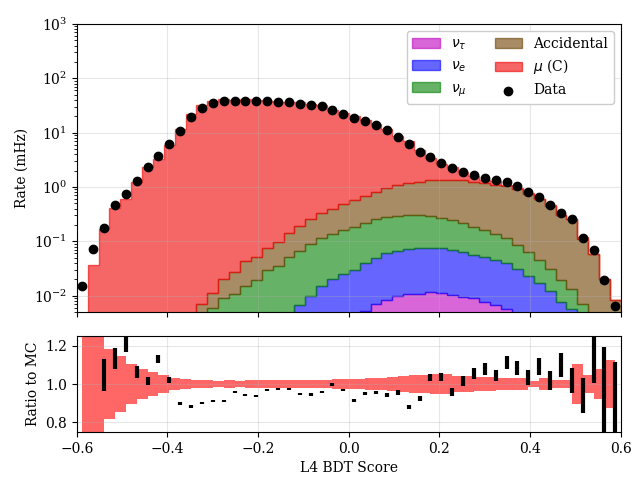 10³
10²
10¹
10⁰
10⁻¹
10⁻²
Rate (mHz)
ν_τ
ν_e
ν_μ
Accidental
μ (C)
Data
1.2
1.0
0.8
Ratio to MC
−0.6 −0.4 −0.2 0.0 0.2 0.4 0.6
L4 BDT Score